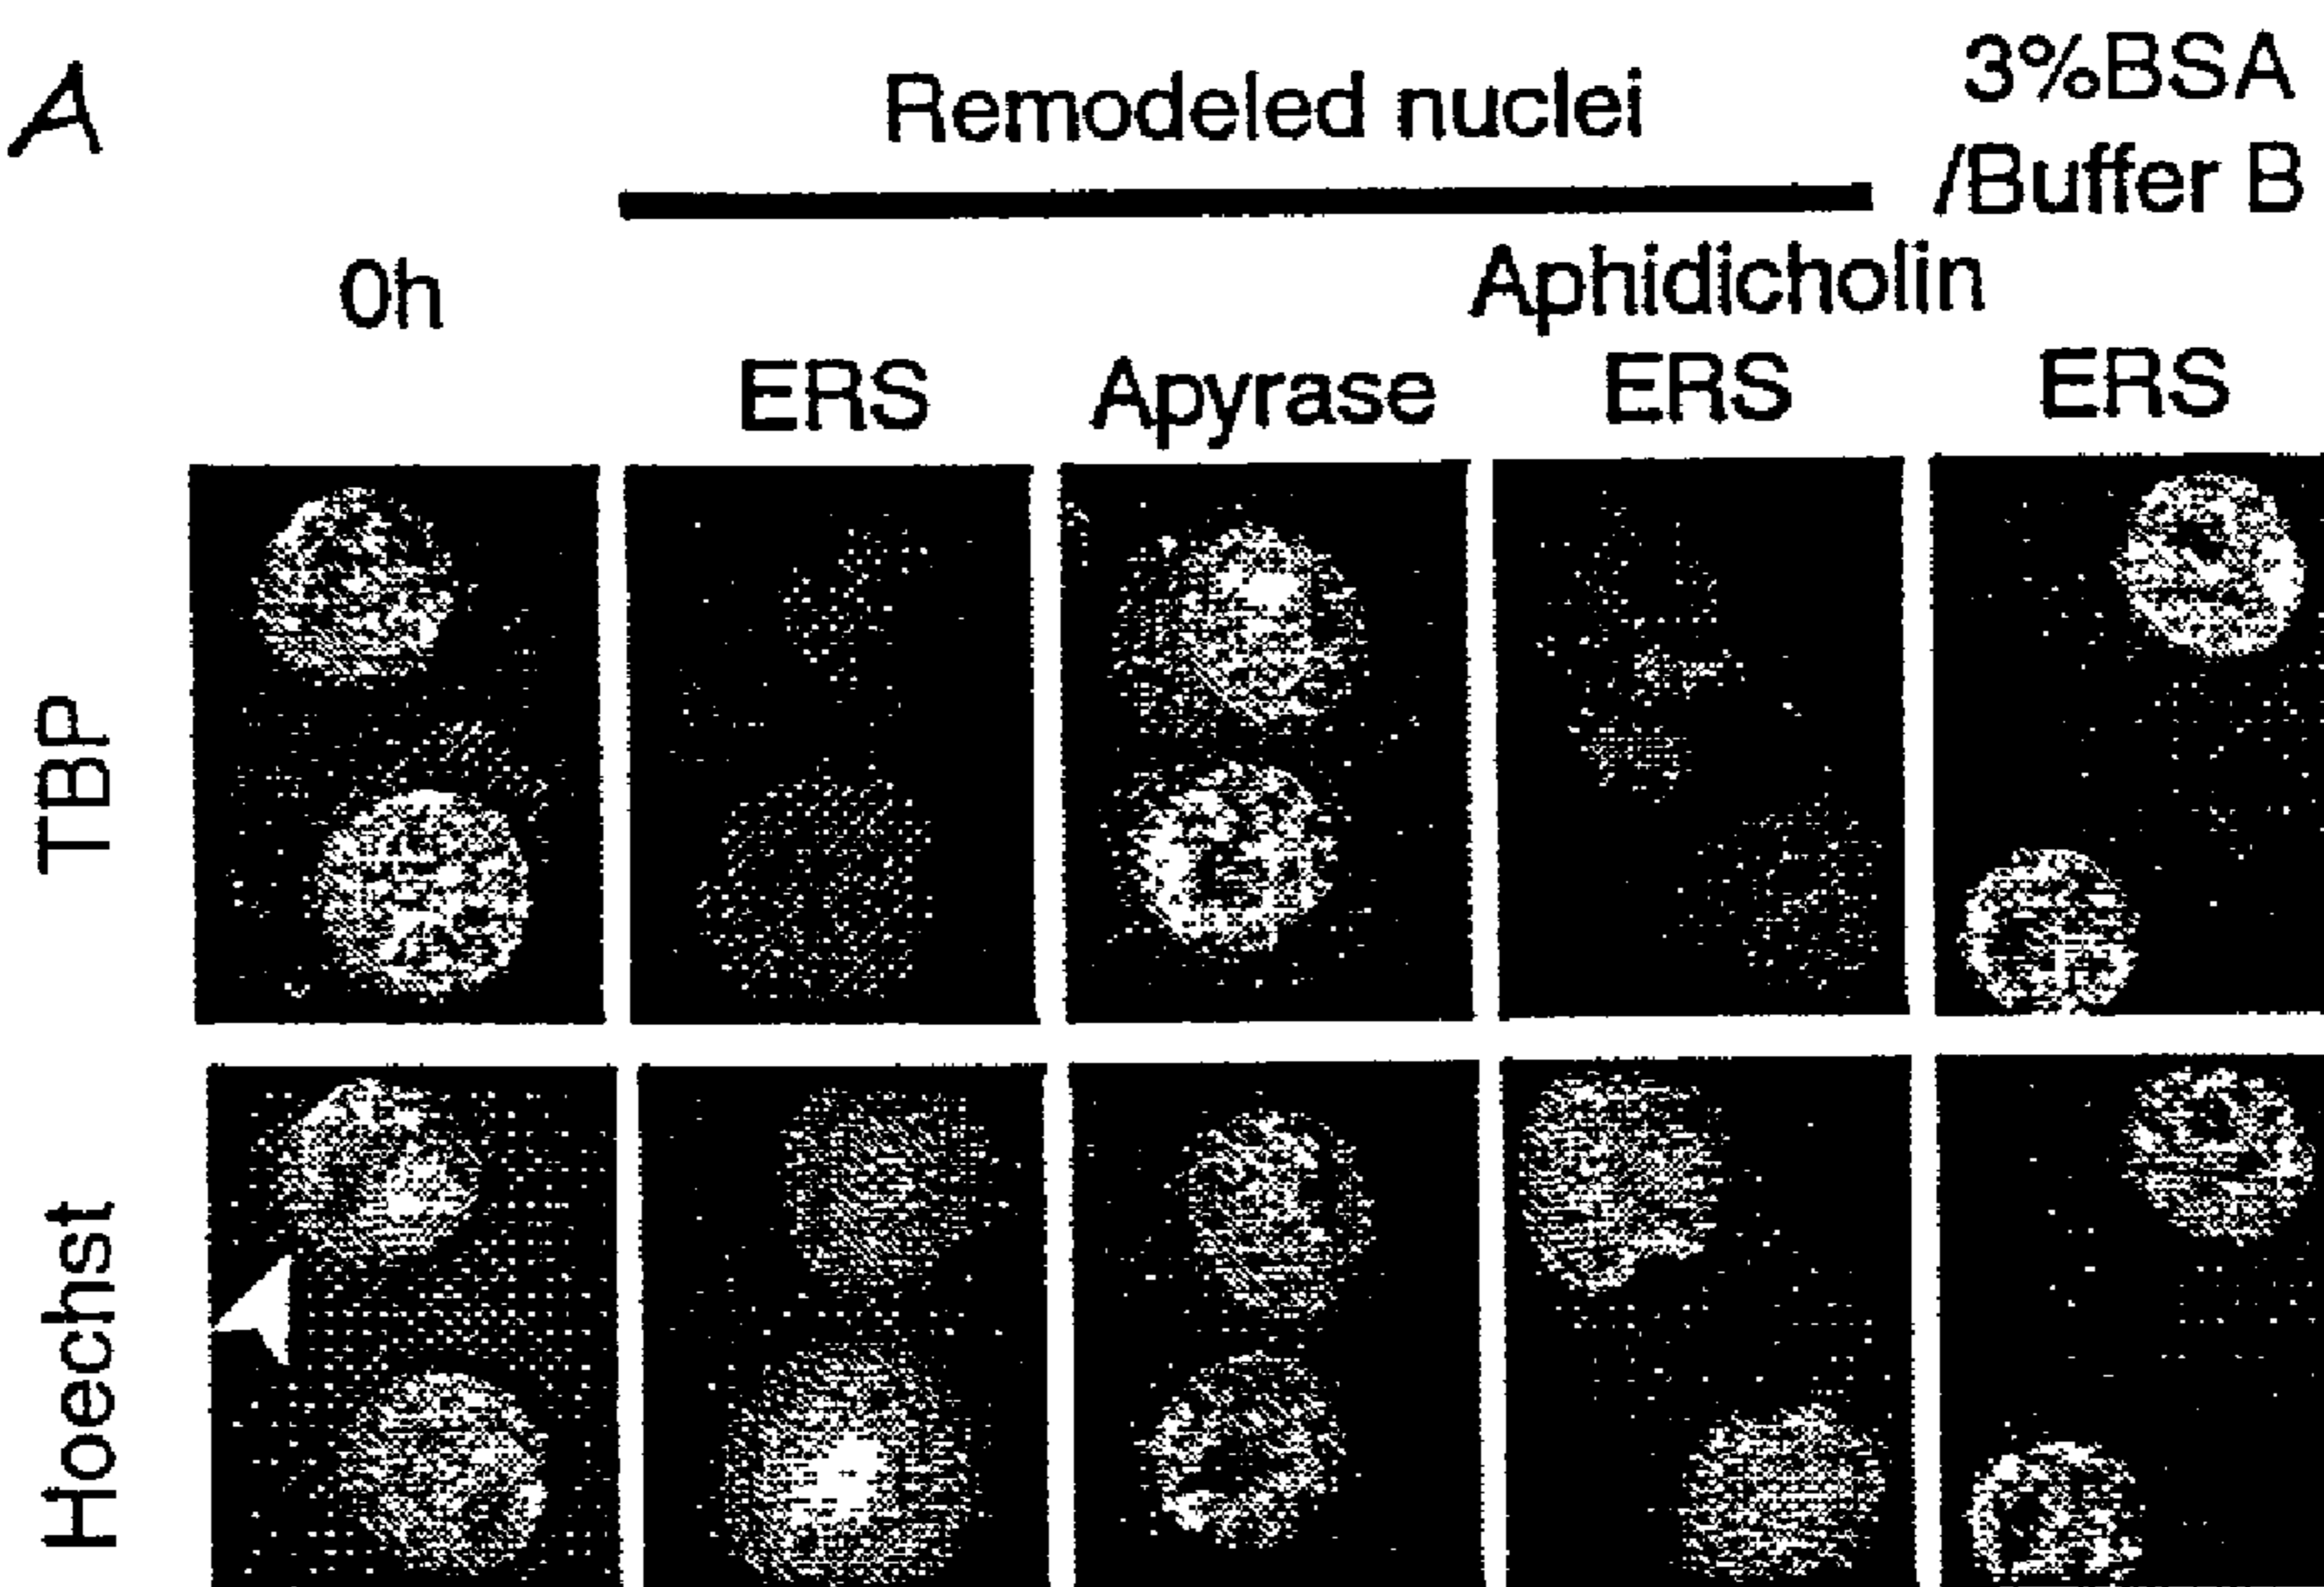 A
Remodeled nuclei
3%BSA
/Buffer B
0h
Aphidicholin
ERS
Apyrase
ERS
ERS
TBP
Hoechst